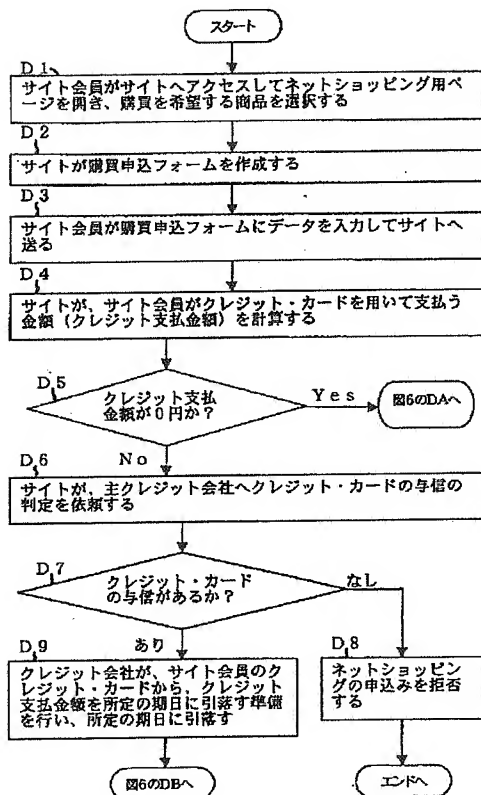 スタート
D1
サイト会員がサイトへアクセスしてネットショッピング用ペ
ージを開き、購買を希望する商品を選択する
D2
サイトが購買申込フォームを作成する
D3
サイト会員が購買申込フォームにデータを入力してサイトへ
送る
D4
サイトが、サイト会員がクレジット・カードを用いて支払う
金額（クレジット支払金額）を計算する
D5
クレジット支払
金額が0円か？
Yes
図6のDAへ
No
D6
サイトが、主クレジット会社へクレジット・カードの与信の
判定を依頼する
D7
クレジット・カード
の与信があるか？
なし
あり
D9
クレジット会社が、サイト会員のク
レジット・カードから、クレジット
支払金額を所定の期日に引落す準備
を行い、所定の期日に引落す
D8
ネットショッピン
グの申込みを拒否
する
図6のDBへ
エンドへ